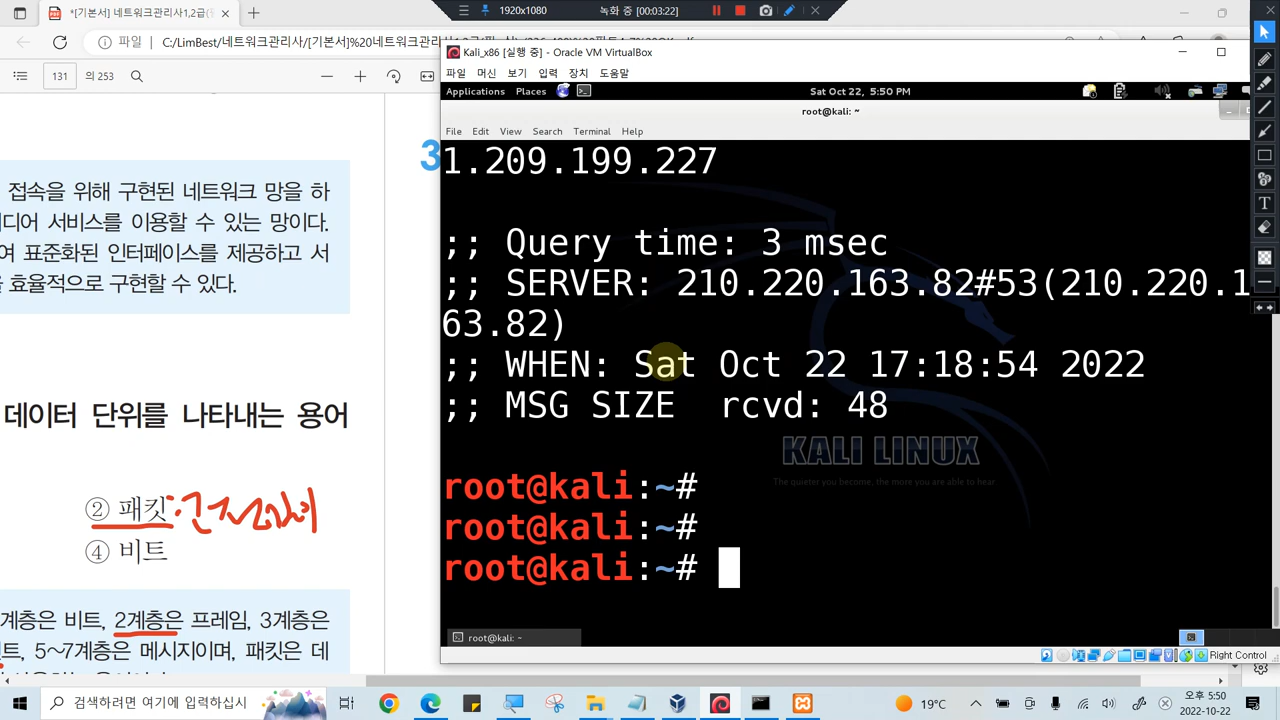 *[기본서]네트워크관리사1,2급(한
1920x1080
녹화 중 [00:03:22]
파일
C:/LimBest/네트워크관리사/[기본서]%20네트워크관리사
131
의 253
Kali_x86 [실행 중] - Oracle VM VirtualBox
파일 머신 보기 입력 장치 도움말
Applications Places
Sat Oct 22, 5:50 PM
root@kali: ~
File Edit View Search Terminal Help
접속을 위해 구현된 네트워크 망을 하
디어 서비스를 이용할 수 있는 망이다.
여 표준화된 인터페이스를 제공하고 서
효율적으로 구현할 수 있다.
3
데이터 단위를 나타내는 용어
② 패킷
④ 비트
계층은 비트, 2계층은 프레임, 3계층은
트, 5~7계층은 메시지이며, 패킷은 데
1.209.199.227
;; Query time: 3 msec
;; SERVER: 210.220.163.82#53(210.220.1
63.82)
;; WHEN: Sat Oct 22 17:18:54 2022
;; MSG SIZE rcvd: 48
KALI LINUX
The quieter you become, the more you are able to hear
root@kali:~#
root@kali:~#
root@kali:~#
root@kali: ~
Right Control
검색하려면 여기에 입력하십시
19°C
오후 5:50
2022-10-22